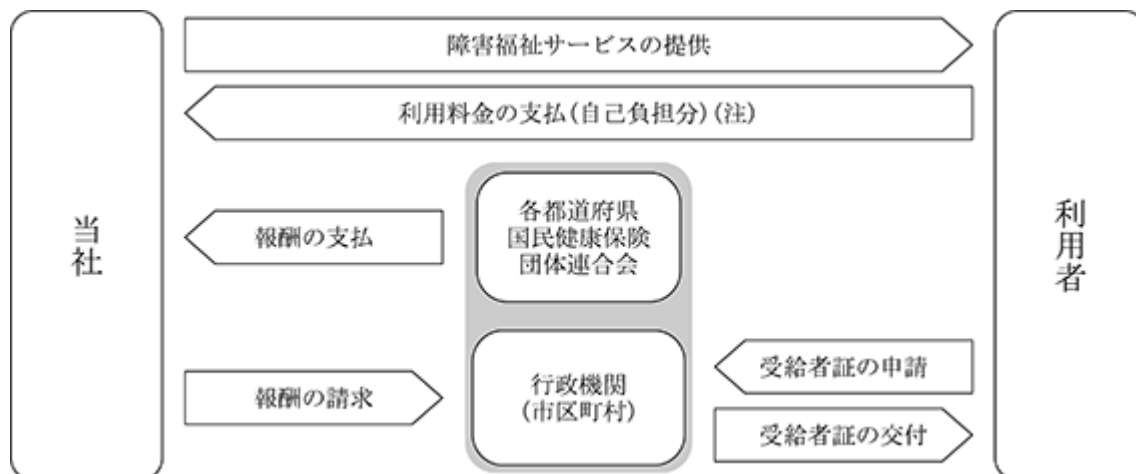 障害福祉サービスの提供
利用料金の支払(自己負担分)(注)
当社
利用者
各都道府県
国民健康保険
団体連合会
報酬の支払
行政機関
(市区町村)
報酬の請求
受給者証の申請
受給者証の交付